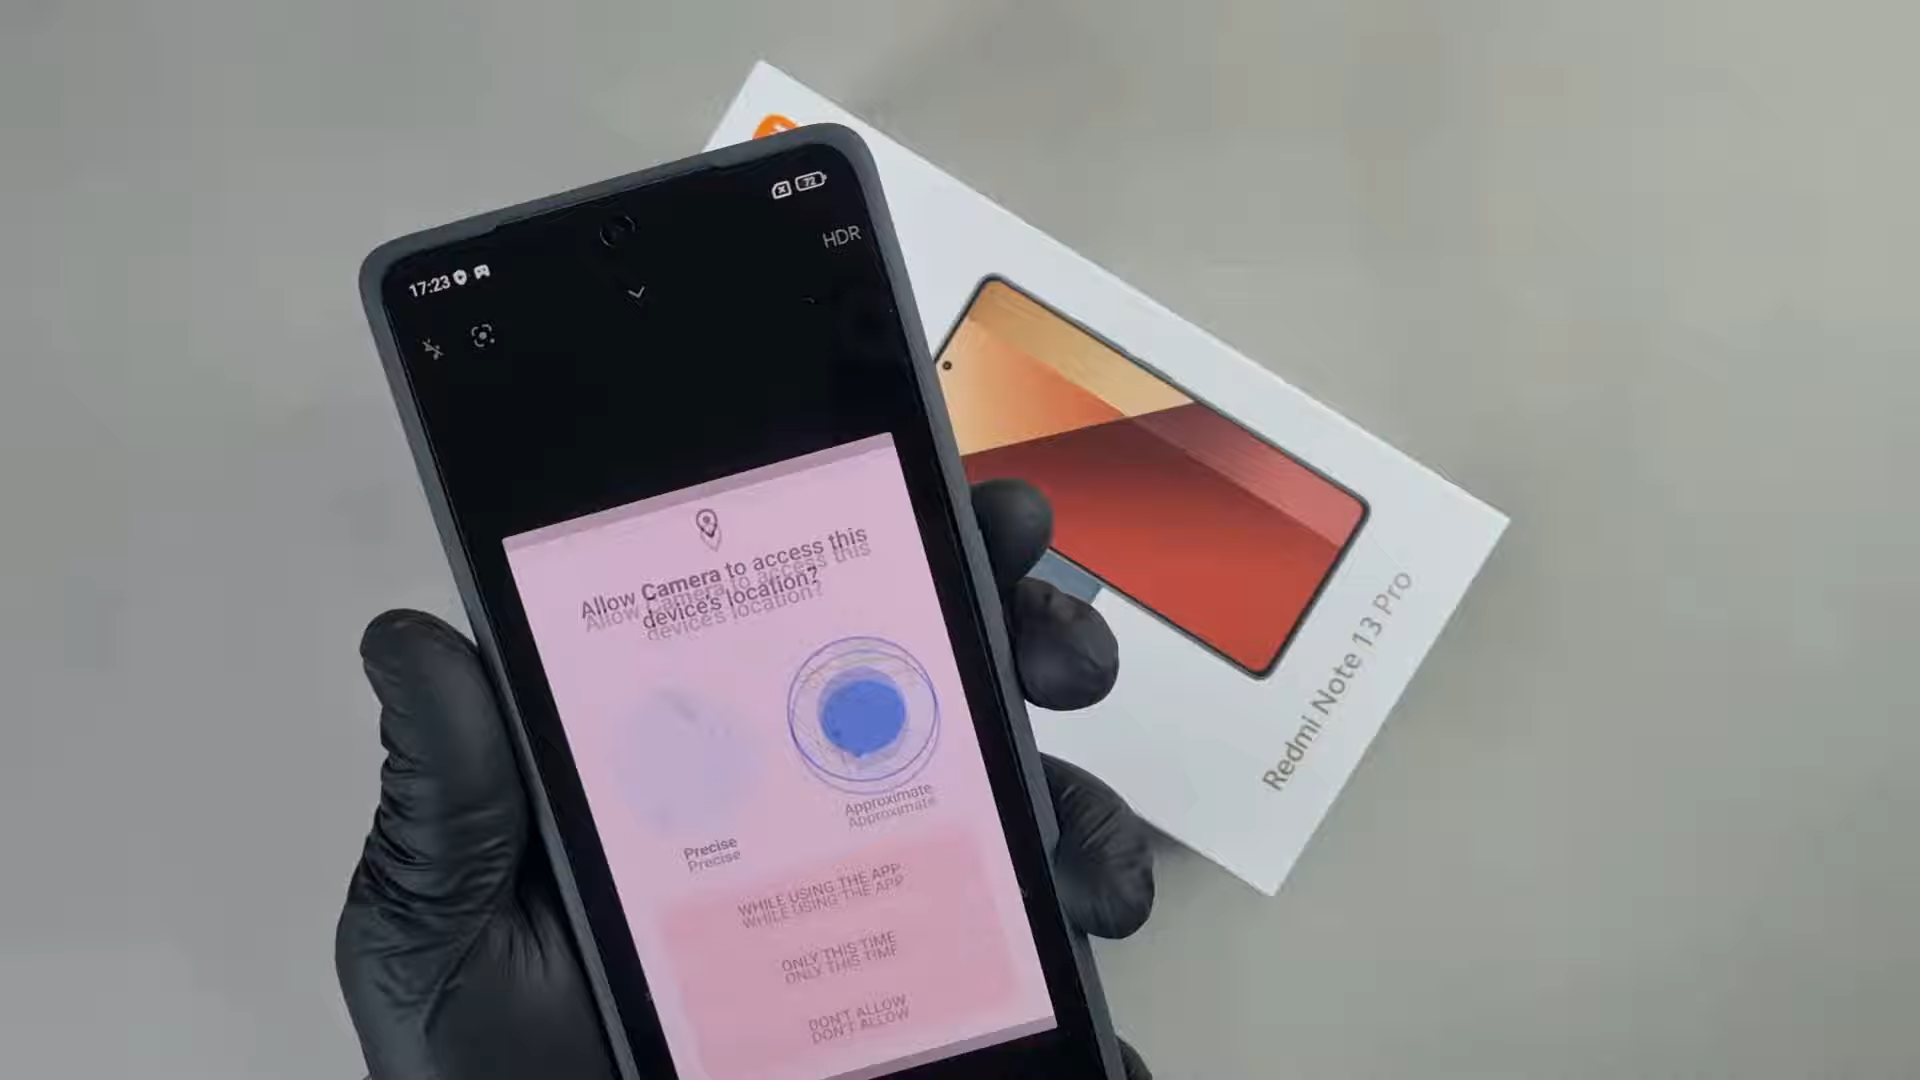 72
HDR
17:23
Allow Camera to access this
device's location?
Approximate
Precise
WHILE USING THE APP
ONLY THIS TIME
DON'T ALLOW
Redmi Note 13 Pro